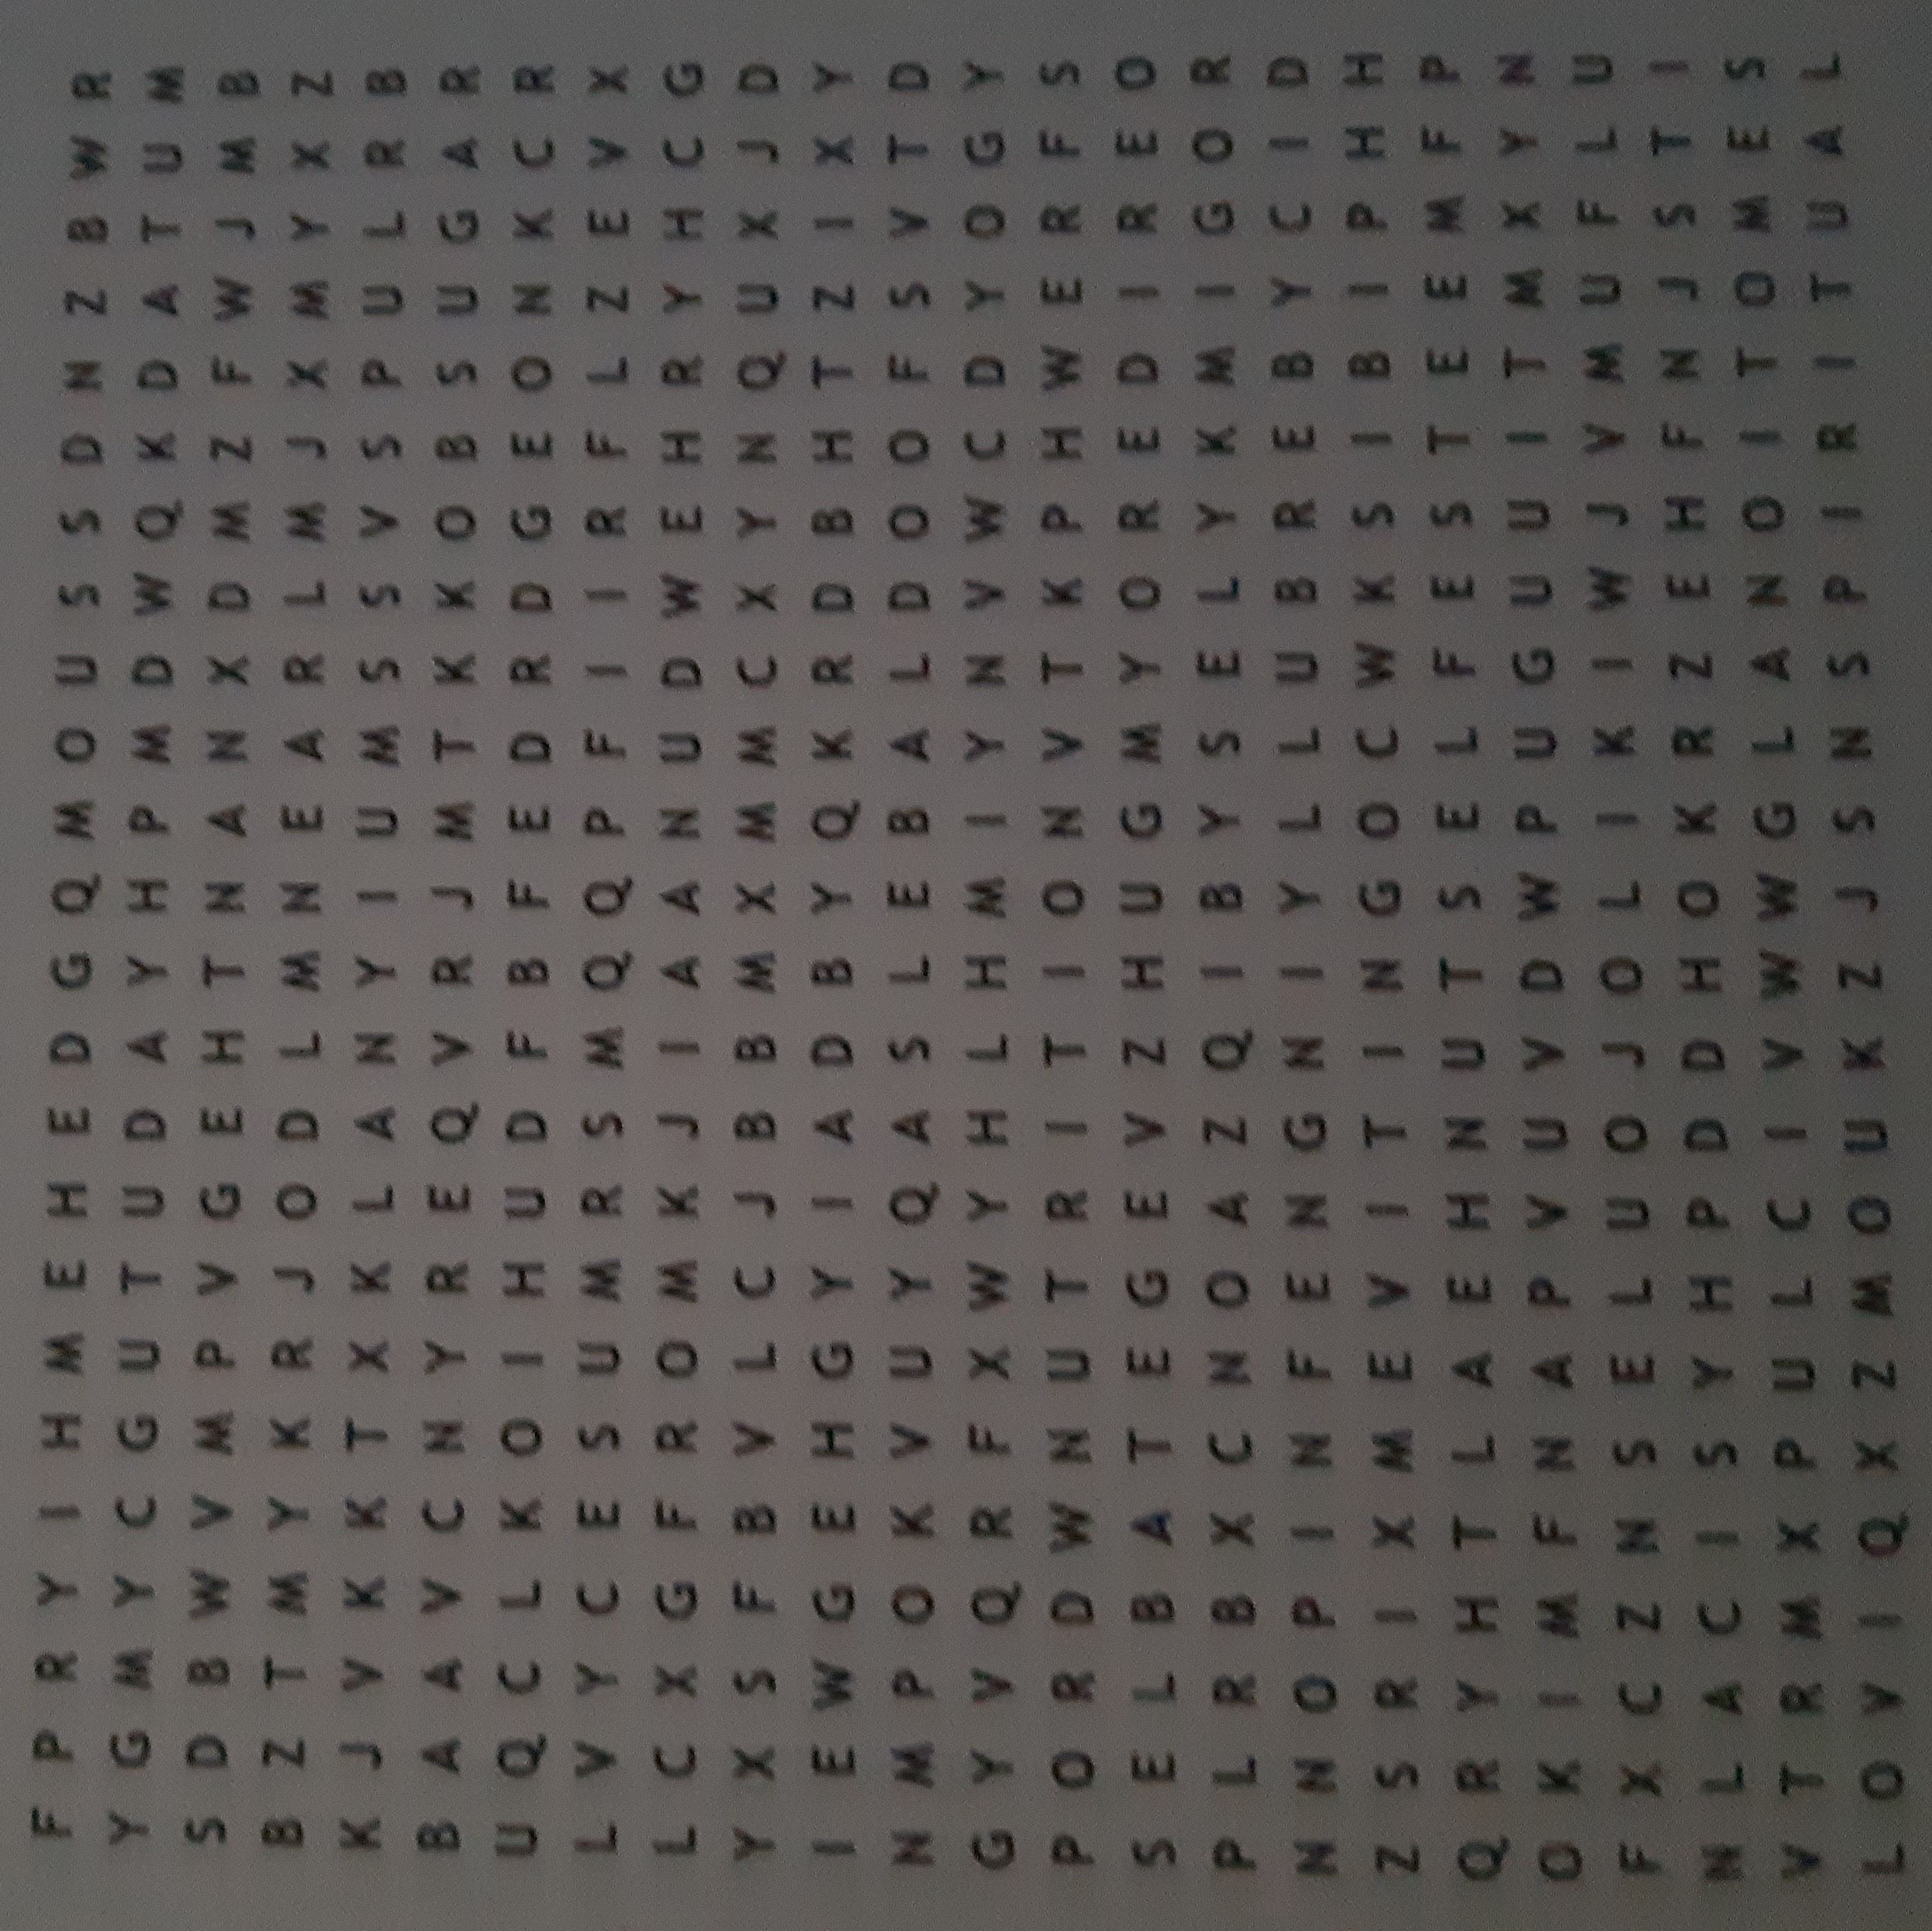 F P R Y I H M E H E D G Q M O U S S D N Z B W R
Y G M Y C G U T U D A Y H P M D W Q K D A T U M
S D B W V M P V G E H T N A N X D M Z F W J M B
B Z T M Y K R J O D L M N E A R L M J X M Y X Z
K J V K K T X K L A N Y I U M S S V S P U L R B
B A A V C N Y R E Q V R J M T K K O B S U G A R
U Q C L K O I H U D F B F E D R D G E O N K C R
L V Y C E S U M R S M Q Q P F I I R F L Z E V X
L C X G F R O M K J I A A N U D W E H R Y H C G
Y X S F B V L C J B B M X M M C X Y N Q U X J D
I E W G E H G Y I A D B Y Q K R D B H T Z I X Y
N M P O K V U Y Q A S L E B A L D O O F S V T D
G Y V Q R F X W Y H L H M I Y N V W C D Y O G Y
P O R D W N U T R I T I O N V T K P H W E R F S
S E L B A T E G E V Z H U G M Y O R E D I R E O
P L R B X C N O A Z Q I B Y S E L Y K M I G O R
N N O P I N F E N G N I Y L L U B R E B Y C I D
Z S R I X M E V I T I N G O C W K S I B I P H H
Q R Y H T L A E H N U T S E L F E S T E E M F P
O K I M F N A P V U V D W P U G U U I T M X Y N
F X C Z N S E L U O J O L I K I W J V M U F L U
N L A C I S Y H P D D H O K R Z E H F N J S T I
V T R M X P U L C I V W W G L A N O I T O M E S
L O V I Q X Z M O U K Z J S N S P I R I T U A L